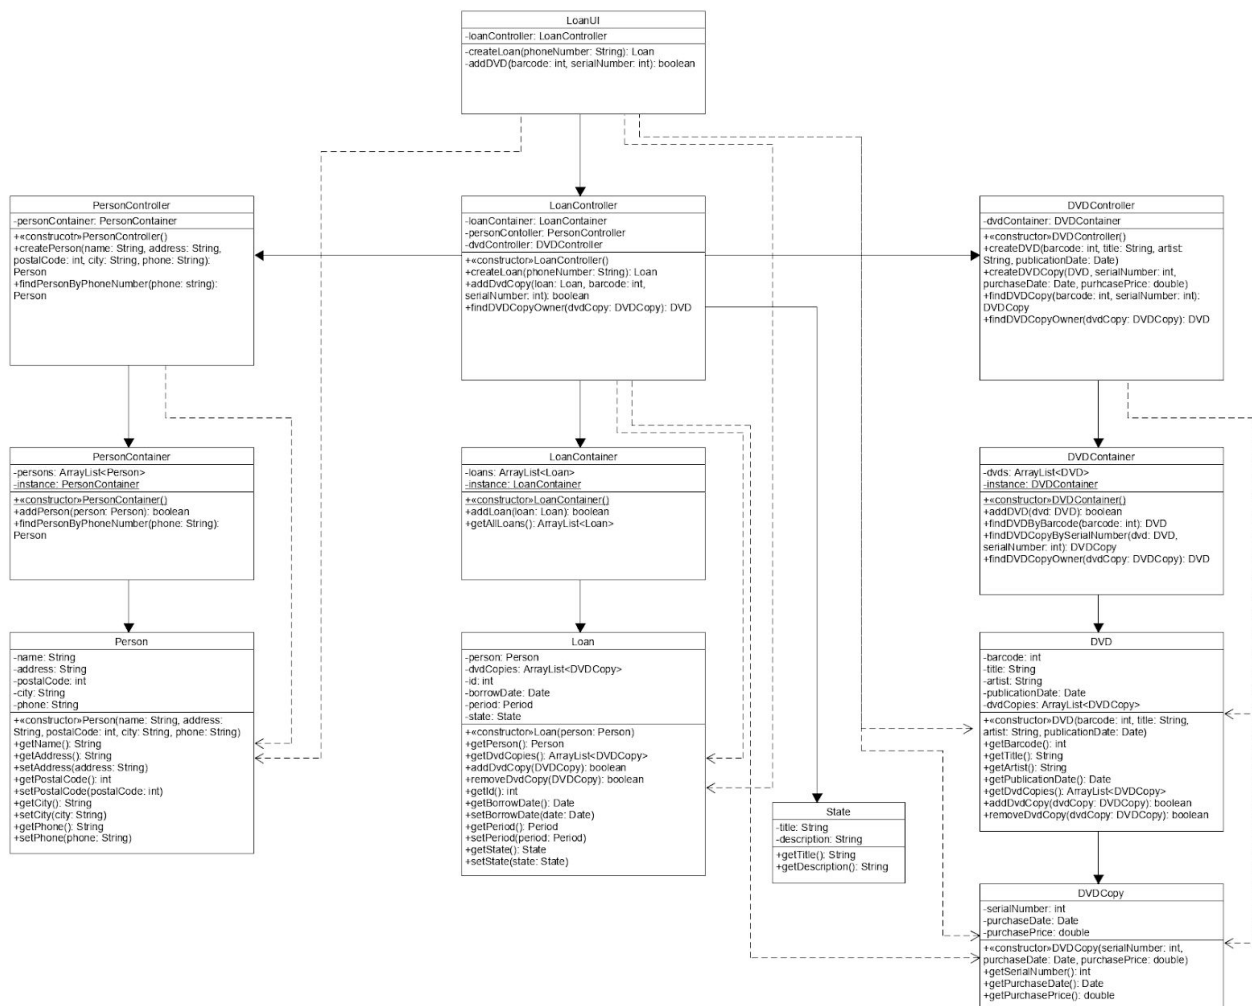 LoanUI
-loanController: LoanController
-createLoan(phoneNumber: String): Loan
-addDVD(barcode: int, serialNumber: int): boolean
PersonController
-personContainer: PersonContainer
+«construcotr»PersonController()
+createPerson(name: String, address: String,
postalCode: int, city: String, phone: String):
Person
+findPersonByPhoneNumber(phone: string):
Person
LoanController
-loanContainer: LoanContainer
-personContoller: PersonController
-dvdController: DVDController
+«constructor»LoanController()
+createLoan(phoneNumber: String): Loan
+addDvdCopy(loan: Loan, barcode: int,
serialNumber: int): boolean
+findDVDCopyOwner(dvdCopy: DVDCopy): DVD
DVDController
-dvdContainer: DVDContainer
+«constructor»DVDController()
+createDVD(barcode: int, title: String, artist:
String, publicationDate: Date)
+createDVDCopy(DVD, serialNumber: int,
purchaseDate: Date, purhcasePrice: double)
+findDVDCopy(barcode: int, serialNumber: int):
DVDCopy
+findDVDCopyOwner(dvdCopy: DVDCopy): DVD
PersonContainer
-persons: ArrayList<Person>
-instance: PersonContainer
+«constructor»PersonContainer()
+addPerson(person: Person): boolean
+findPersonByPhoneNumber(phone: String):
Person
LoanContainer
-loans: ArrayList<Loan>
-instance: LoanContainer
+«constructor»LoanContainer()
+addLoan(loan: Loan): boolean
+getAllLoans(): ArrayList<Loan>
DVDContainer
-dvds: ArrayList<DVD>
-instance: DVDContainer
+«constructor»DVDContainer()
+addDVD(dvd: DVD): boolean
+findDVDByBarcode(barcode: int): DVD
+findDVDCopyBySerialNumber(dvd: DVD,
serialNumber: int): DVDCopy
+findDVDCopyOwner(dvdCopy: DVDCopy): DVD
Person
-name: String
-address: String
-postalCode: int
-city: String
-phone: String
+«constructor»Person(name: String, address:
String, postalCode: int, city: String, phone: String)
+getName(): String
+getAddress(): String
+setAddress(address: String)
+getPostalCode(): int
+setPostalCode(postalCode: int)
+getCity(): String
+setCity(city: String)
+getPhone(): String
+setPhone(phone: String)
Loan
-person: Person
-dvdCopies: ArrayList<DVDCopy>
-id: int
-borrowDate: Date
-period: Period
-state: State
+«constructor»Loan(person: Person)
+getPerson(): Person
+getDvdCopies(): ArrayList<DVDCopy>
+addDvdCopy(DVDCopy): boolean
+removeDvdCopy(DVDCopy): boolean
+getId(): int
+getBorrowDate(): Date
+setBorrowDate(date: Date)
+getPeriod(): Period
+setPeriod(period: Period)
+getState(): State
+setState(state: State)
State
-title: String
-description: String
+getTitle(): String
+getDescription(): String
DVD
-barcode: int
-title: String
-artist: String
-publicationDate: Date
-dvdCopies: ArrayList<DVDCopy>
+«constructor»DVD(barcode: int, title: String,
artist: String, publicationDate: Date)
+getBarcode(): int
+getTitle(): String
+getArtist(): String
+getPublicationDate(): Date
+getDvdCopies(): ArrayList<DVDCopy>
+addDvdCopy(dvdCopy: DVDCopy): boolean
+removeDvdCopy(dvdCopy: DVDCopy): boolean
DVDCopy
-serialNumber: int
-purchaseDate: Date
-purchasePrice: double
+«constructor»DVDCopy(serialNumber: int,
purchaseDate: Date, purchasePrice: double)
+getSerialNumber(): int
+getPurchaseDate(): Date
+getPurchasePrice(): double